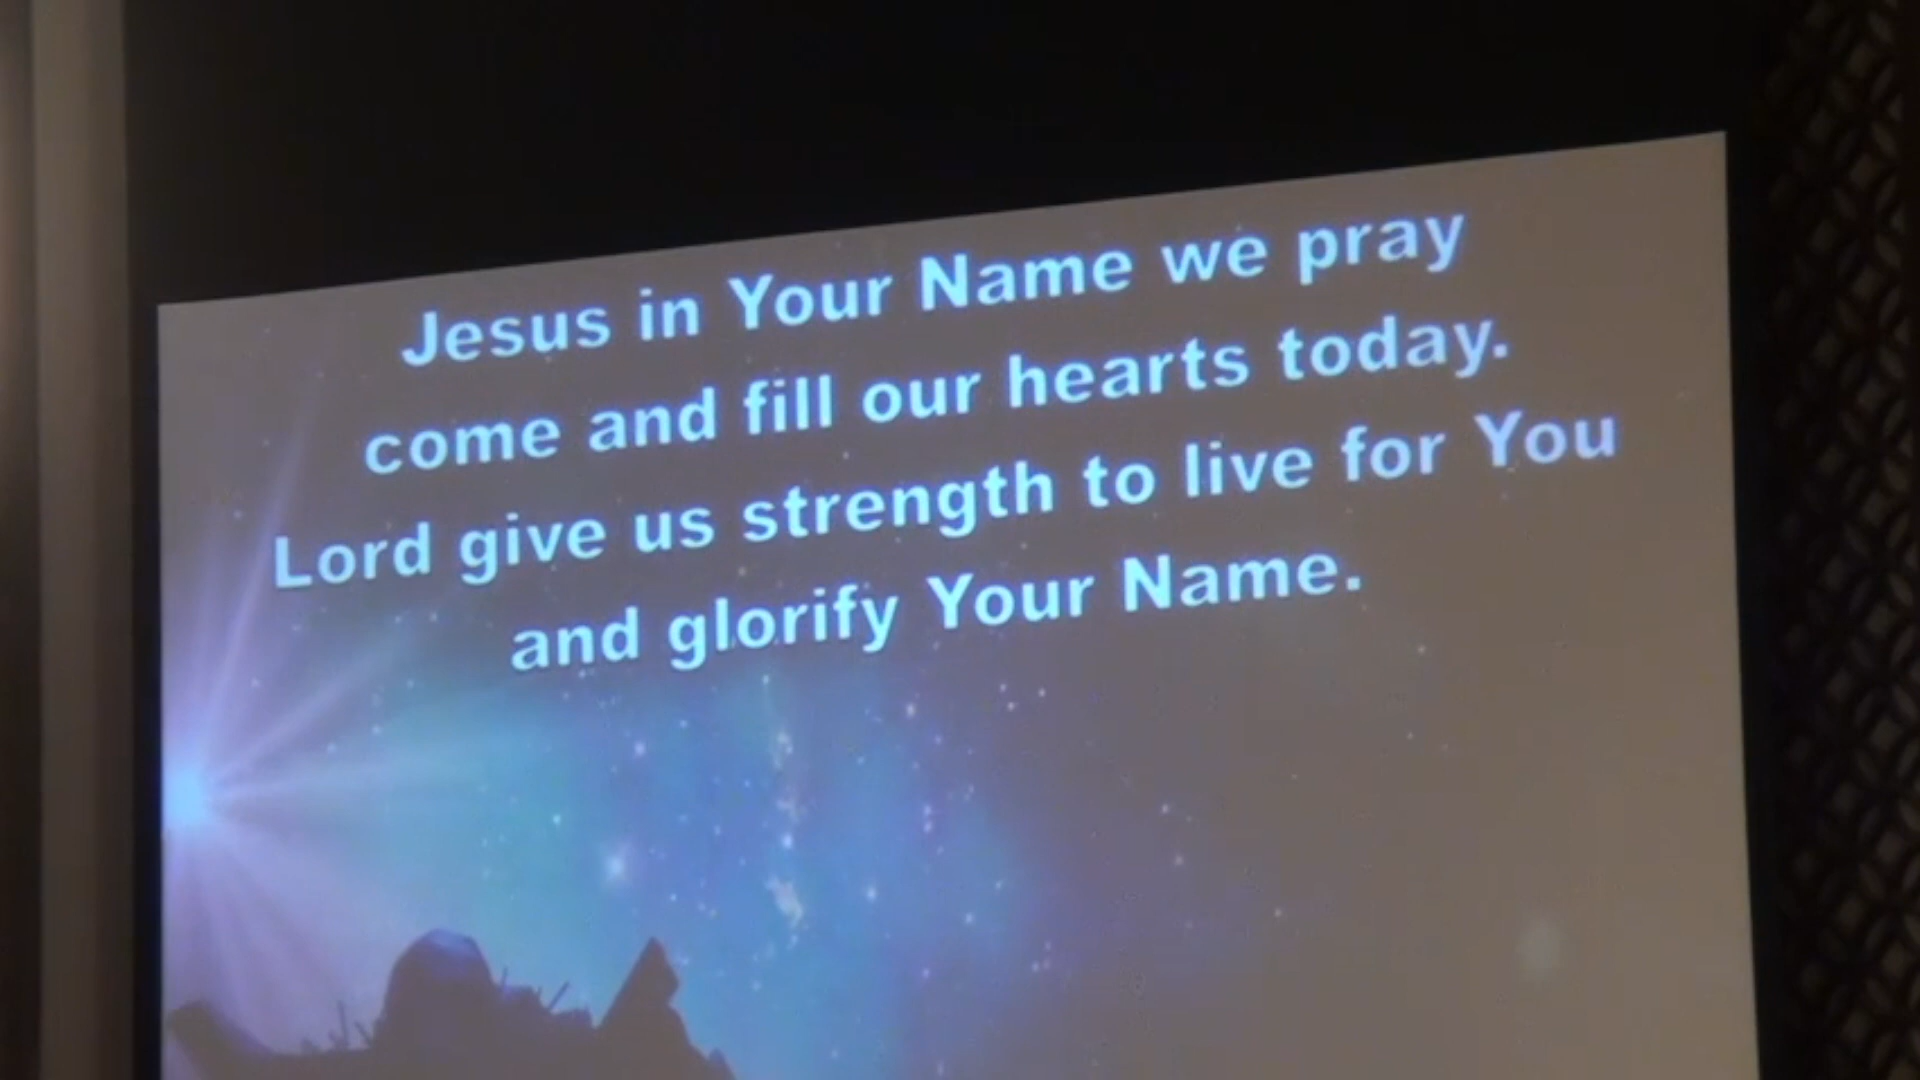 Jesus in Your Name we pray
come and fill our hearts today.
Lord give us strength to live for You
and glorify Your Name.